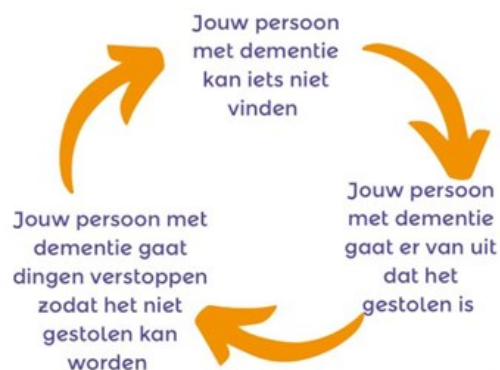 Jouw persoon
met dementie
kan iets niet
vinden
Jouw persoon
met dementie
gaat er van uit
dat het
gestolen is
Jouw persoon met
dementie gaat
dingen verstoppen
zodat het niet
gestolen kan
worden